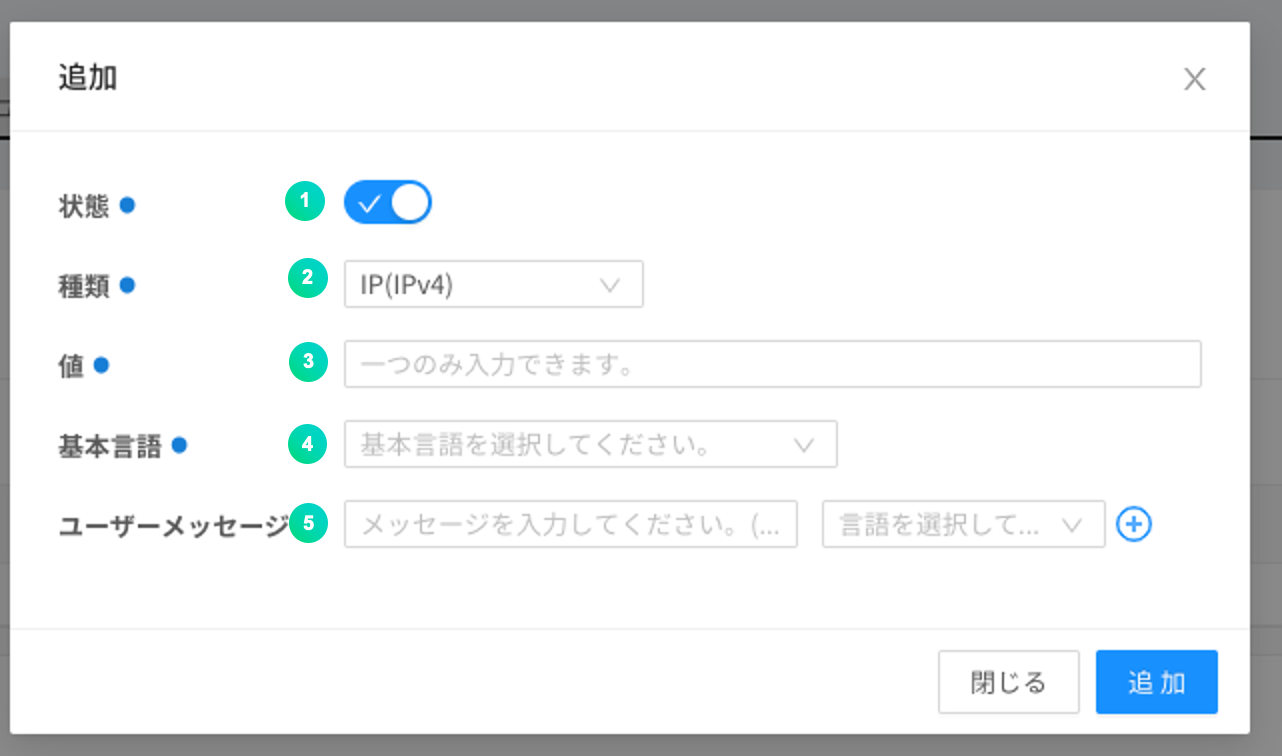 追加
状態 1
種類 2 IP(IPv4)
値 3 一つのみ入力できます。
基本言語 4 基本言語を選択してください。
ユーザーメッセージ 5 メッセージを入力してください。(... 言語を選択して...
閉じる 追加